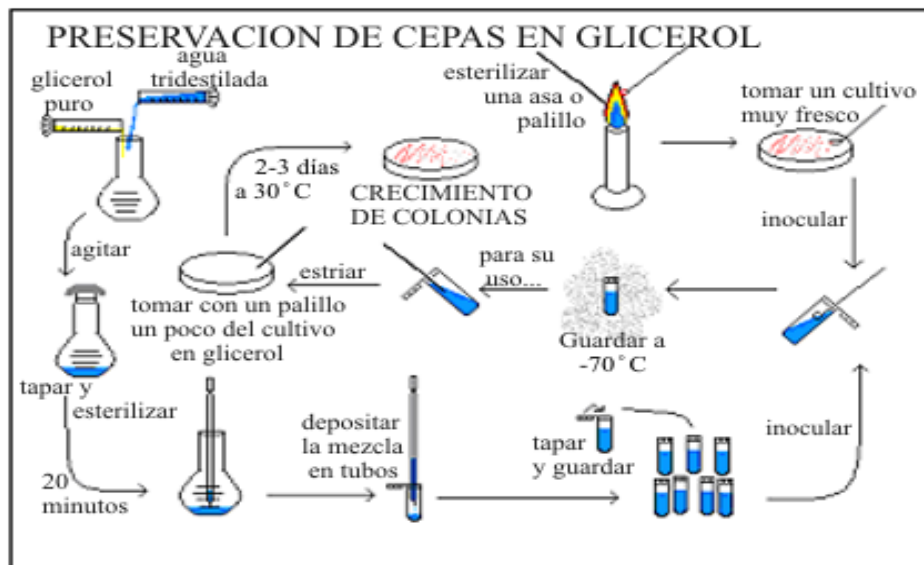 PRESERVACION DE CEPAS EN GLICEROL
glicerol
puro
agua
tridestilada
agitar
tapar y
esterilizar
20
minutos
depositar
la mezcla
en tubos
tapar
y guardar
inocular
esterilizar
una asa o
palillo
tomar un cultivo
muy fresco
inocular
Guardar a
-70°C
para su
uso...
estriar
tomar con un palillo
un poco del cultivo
en glicerol
2-3 días
a 30°C
CRECIMIENTO
DE COLONIAS